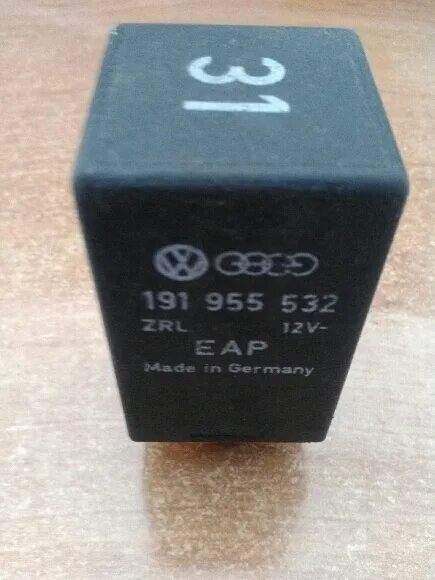 31
191 955 532
ZRL 12V-
EAP
Made in Germany